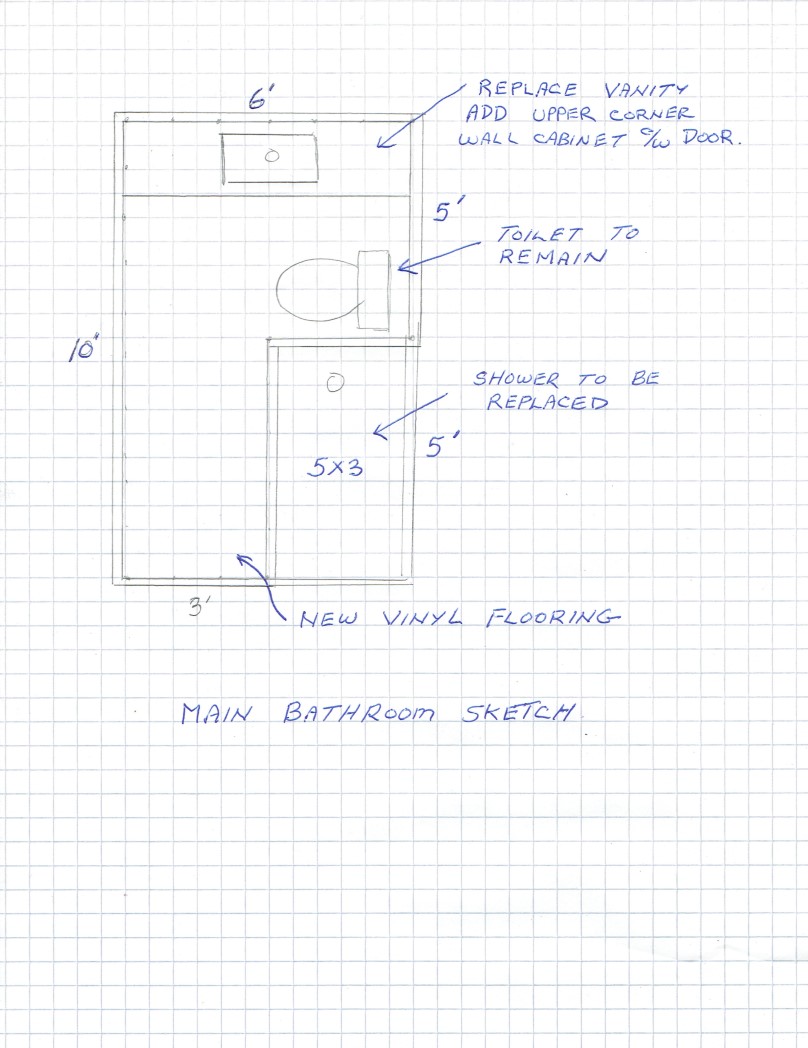 6'
REPLACE VANITY
ADD UPPER CORNER
WALL CABINET C/W DOOR.
5'
TOILET TO
REMAIN
10"
SHOWER TO BE
REPLACED
5'
5X3
3'
NEW VINYL FLOORING
MAIN BATHROOM SKETCH.